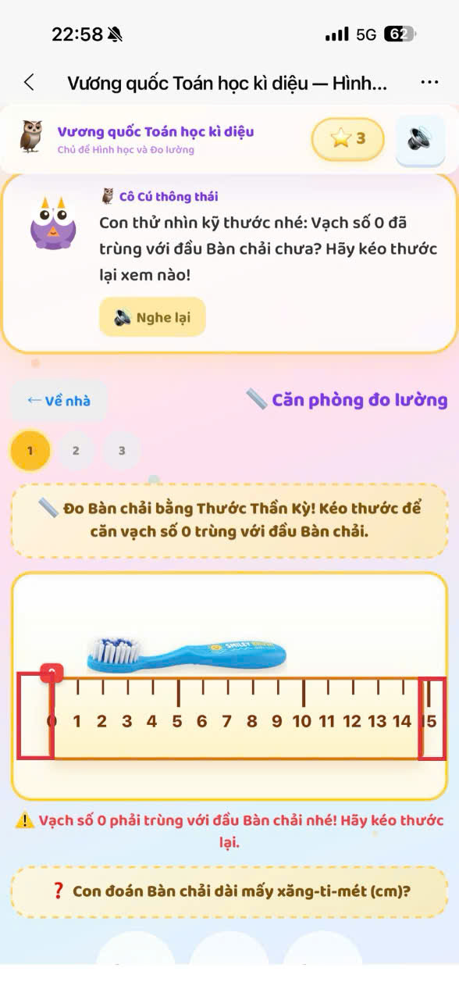 22:58
5G 62
Vương quốc Toán học kì diệu — Hình...
Vương quốc Toán học kì diệu
Chủ đề Hình học và Đo lường
3
Cô Cú thông thái
Con thử nhìn kỹ thước nhé: Vạch số 0 đã
trùng với đầu Bàn chải chưa? Hãy kéo thước
lại xem nào!
Nghe lại
← Về nhà
Căn phòng đo lường
1 2 3
Đo Bàn chải bằng Thước Thần Kỳ! Kéo thước để
căn vạch số 0 trùng với đầu Bàn chải.
SMILEY
0 1 2 3 4 5 6 7 8 9 10 11 12 13 14 15
Vạch số 0 phải trùng với đầu Bàn chải nhé! Hãy kéo thước
lại.
❓ Con đoán Bàn chải dài mấy xăng-ti-mét (cm)?